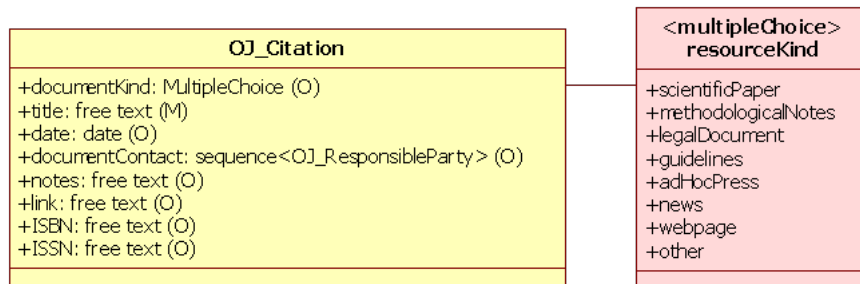 OJ_Citation
+documentKind: MultipleChoice (O)
+title: free text (M)
+date: date (O)
+documentContact: sequence<OJ_ResponsibleParty> (O)
+notes: free text (O)
+link: free text (O)
+ISBN: free text (O)
+ISSN: free text (O)
<multipleChoice>
resourceKind
+scientificPaper
+methodologicalNotes
+legalDocument
+guidelines
+adHocPress
+news
+webpage
+other